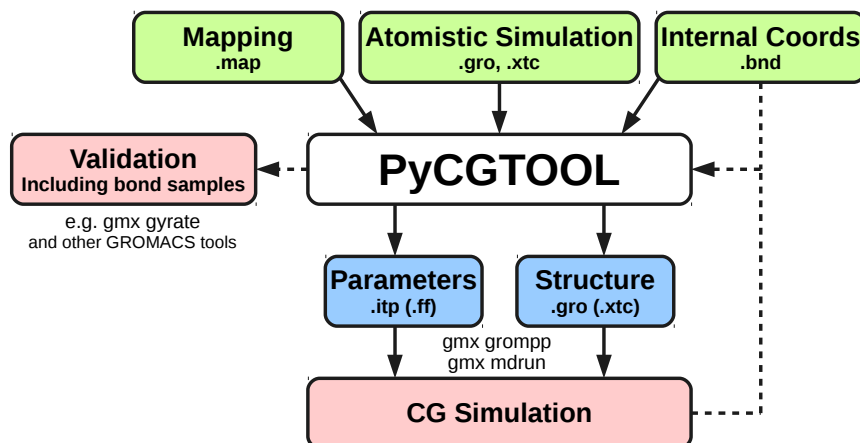 Mapping
.map
Atomistic Simulation
.gro, .xtc
Internal Coords
.bnd
Validation
Including bond samples
PyCGTOOL
e.g. gmx gyrate
and other GROMACS tools
Parameters
.itp (.ff)
Structure
.gro (.xtc)
gmx grompp
gmx mdrun
CG Simulation